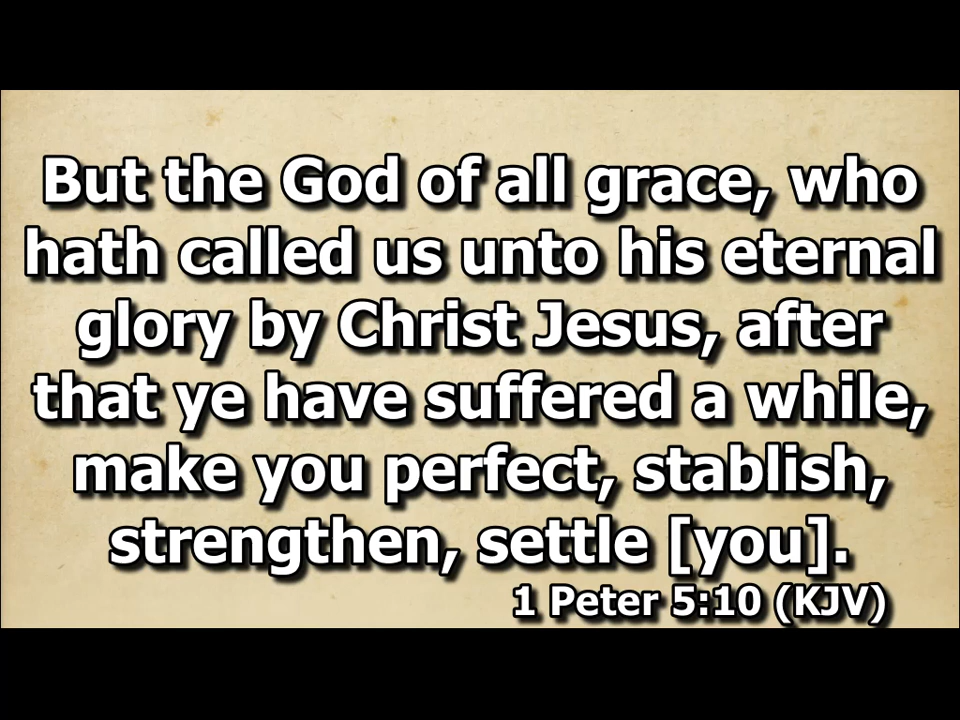 But the God of all grace, who
hath called us unto his eternal
glory by Christ Jesus, after
that ye have suffered a while,
make you perfect, stablish,
strengthen, settle [you].
1 Peter 5:10 (KJV)